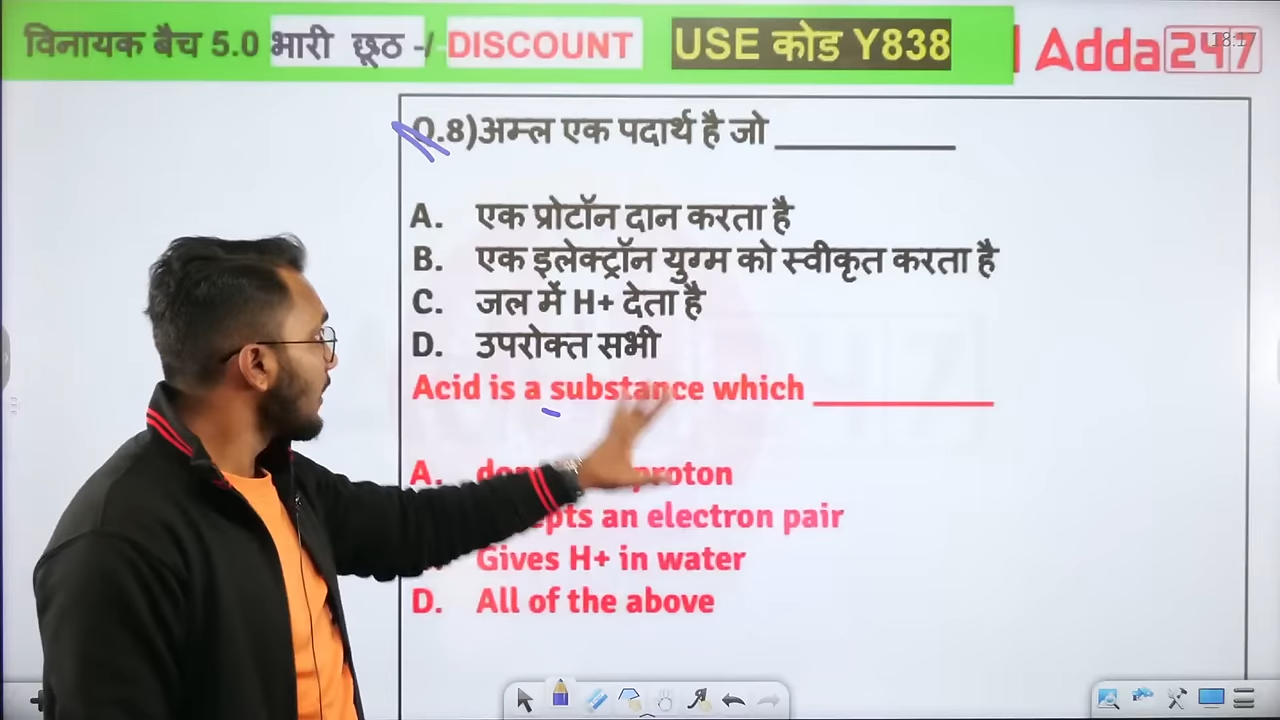 विनायक बैच 5.0 भारी छूठ -/ DISCOUNT USE कोड Y838
Adda247
18:17
Q.8)अम्ल एक पदार्थ है जो ____________
A. एक प्रोटॉन दान करता है
B. एक इलेक्ट्रॉन युग्म को स्वीकृत करता है
C. जल में H+ देता है
D. उपरोक्त सभी
Acid is a substance which ____________
A. proton
an electron pair
Gives H+ in water
D. All of the above